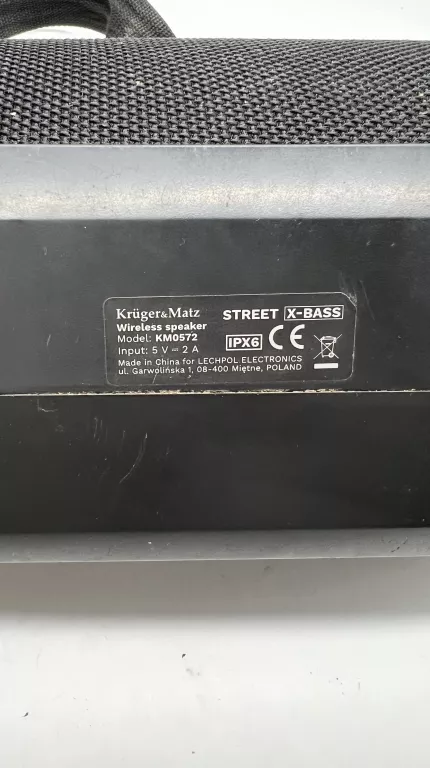 Krüger&Matz STREET X-BASS
Wireless speaker
Model: KM0572 IPX6 CE
Input: 5 V ⎓ 2 A
Made in China for LECHPOL ELECTRONICS
ul. Garwolińska 1, 08-400 Miętne, POLAND